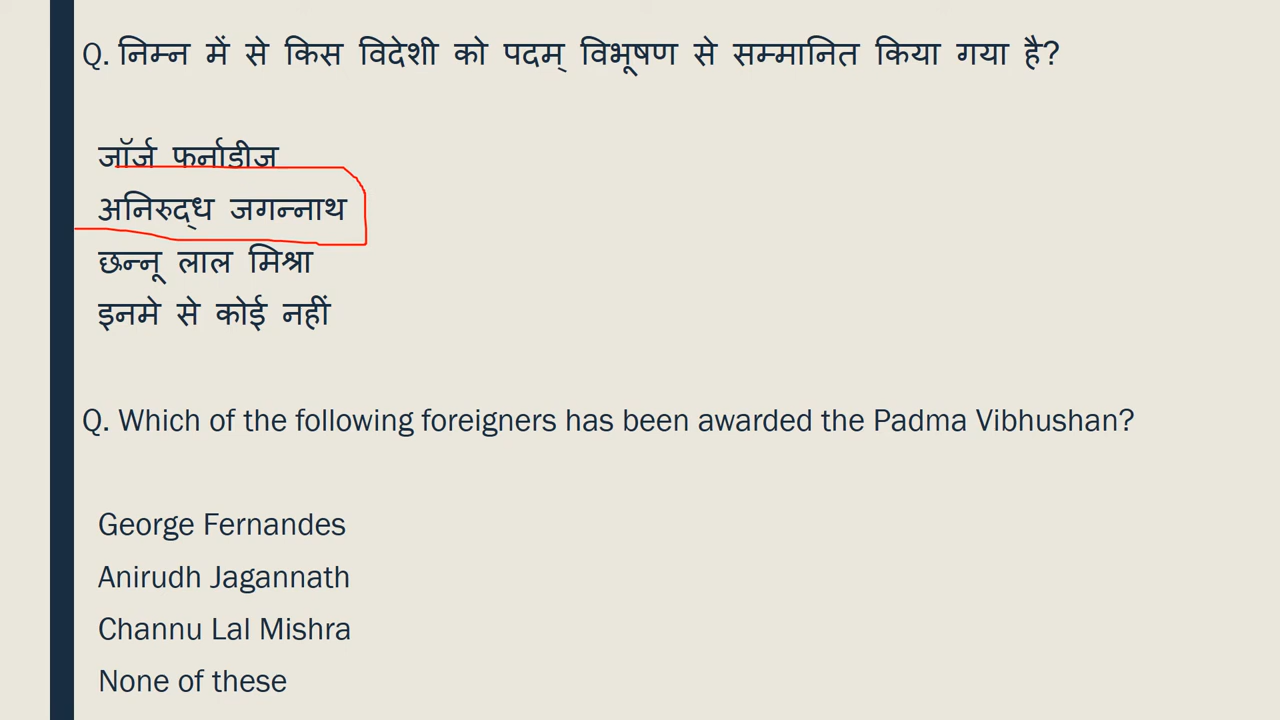 Q. निम्न में से किस विदेशी को पदम् विभूषण से सम्मानित किया गया है?
जॉर्ज फर्नाडीज
अनिरुद्ध जगन्नाथ
छन्नू लाल मिश्रा
इनमे से कोई नहीं
Q. Which of the following foreigners has been awarded the Padma Vibhushan?
George Fernandes
Anirudh Jagannath
Channu Lal Mishra
None of these